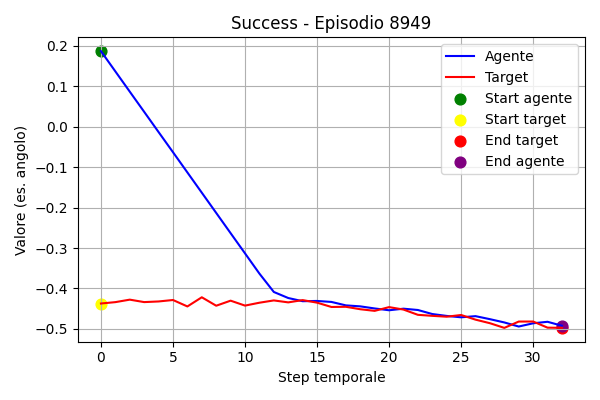 Success - Episodio 8949
Valore (es. angolo)
0.2
0.1
0.0
−0.1
−0.2
−0.3
−0.4
−0.5
Agente
Target
Start agente
Start target
End target
End agente
0 5 10 15 20 25 30
Step temporale